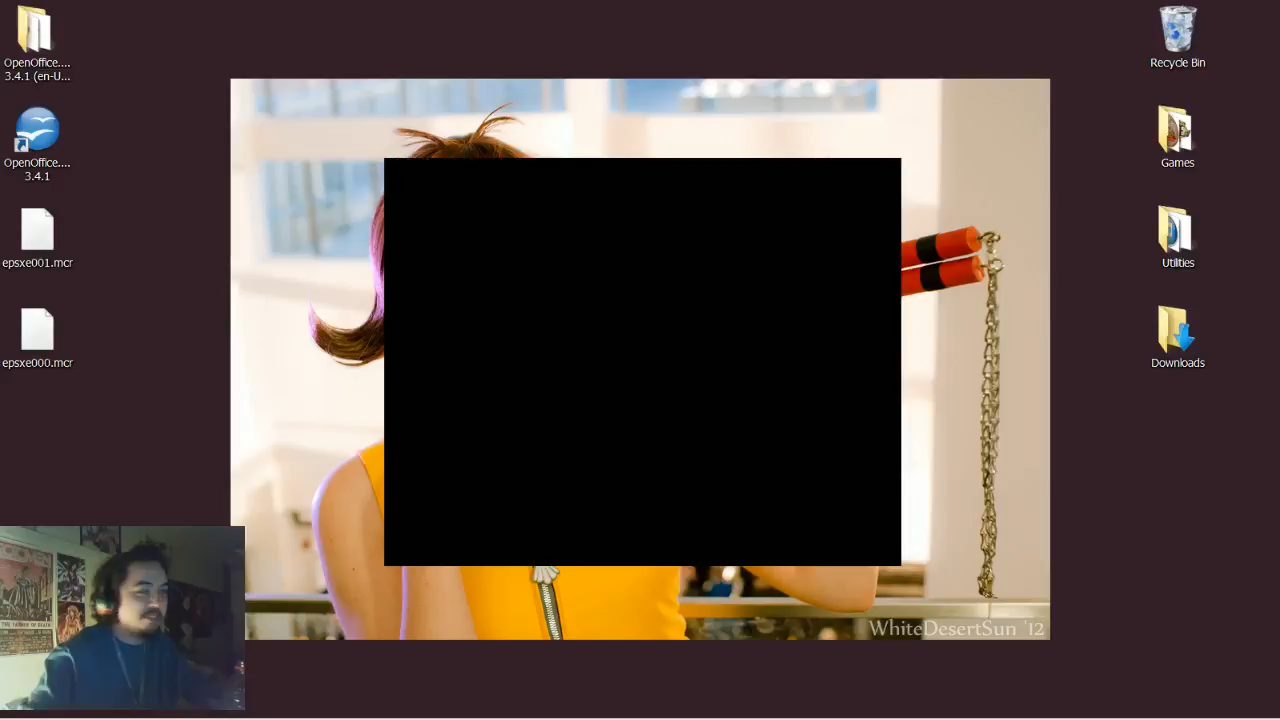 OpenOffice....
3.4.1 (en-U...
OpenOffice....
3.4.1
epsxe001.mcr
epsxe000.mcr
Recycle Bin
Games
Utilities
Downloads
WhiteDesertSun '12